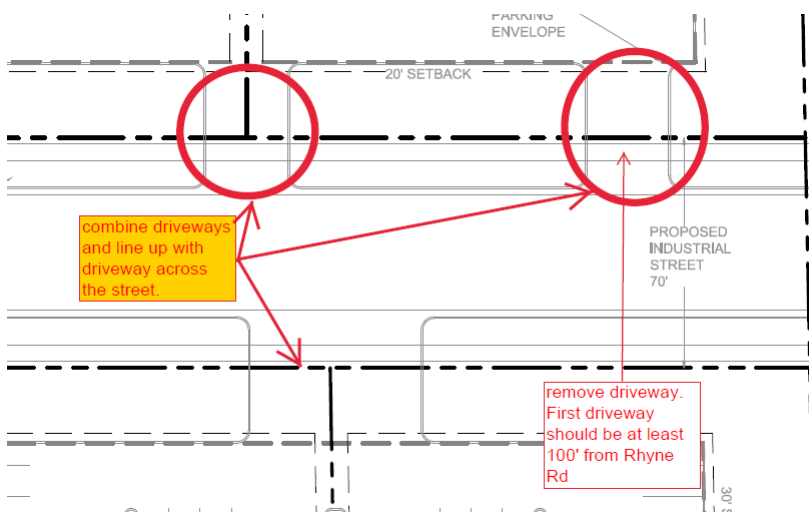 PARKING
ENVELOPE
20' SETBACK
combine driveways
and line up with
driveway across
the street.
PROPOSED
INDUSTRIAL
STREET
70'
remove driveway.
First driveway
should be at least
100' from Rhyne
Rd
30'